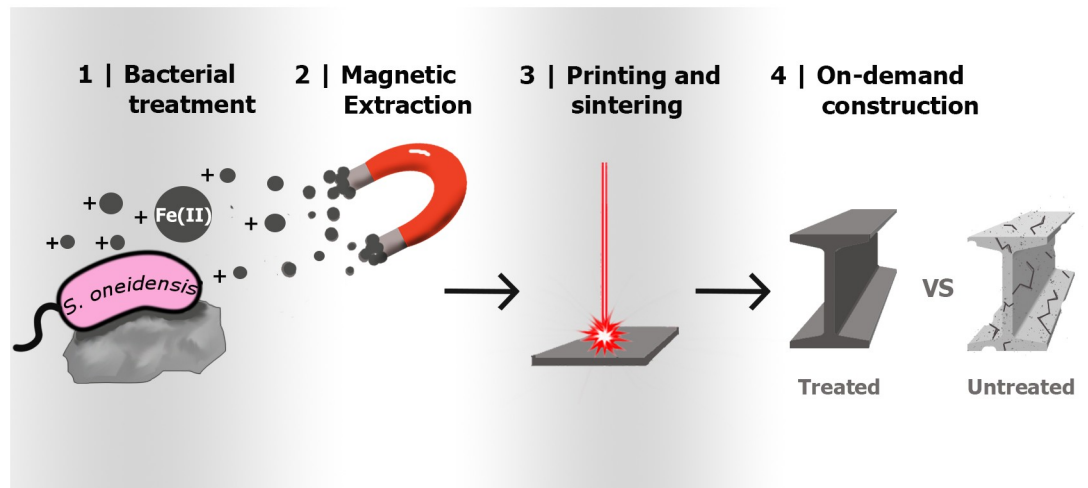 1 | Bacterial
treatment
2 | Magnetic
Extraction
3 | Printing and
sintering
4 | On-demand
construction
+
+
+
Fe(II)
+
+
+
+
S. oneidensis
VS
Treated
Untreated